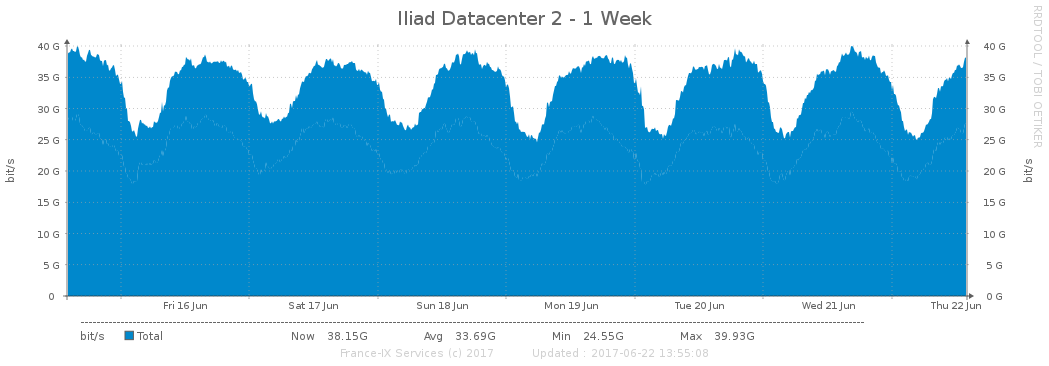 Iliad Datacenter 2 - 1 Week
RRDTOOL / TOBI OETIKER
40 G 40 G
35 G 35 G
30 G 30 G
25 G 25 G
20 G 20 G
15 G 15 G
10 G 10 G
5 G 5 G
0 0 G
bit/s bit/s
Fri 16 Jun Sat 17 Jun Sun 18 Jun Mon 19 Jun Tue 20 Jun Wed 21 Jun Thu 22 Jun
bit/s Total Now 38.15G Avg 33.69G Min 24.55G Max 39.93G
France-IX Services (c) 2017 Updated : 2017-06-22 13:55:08